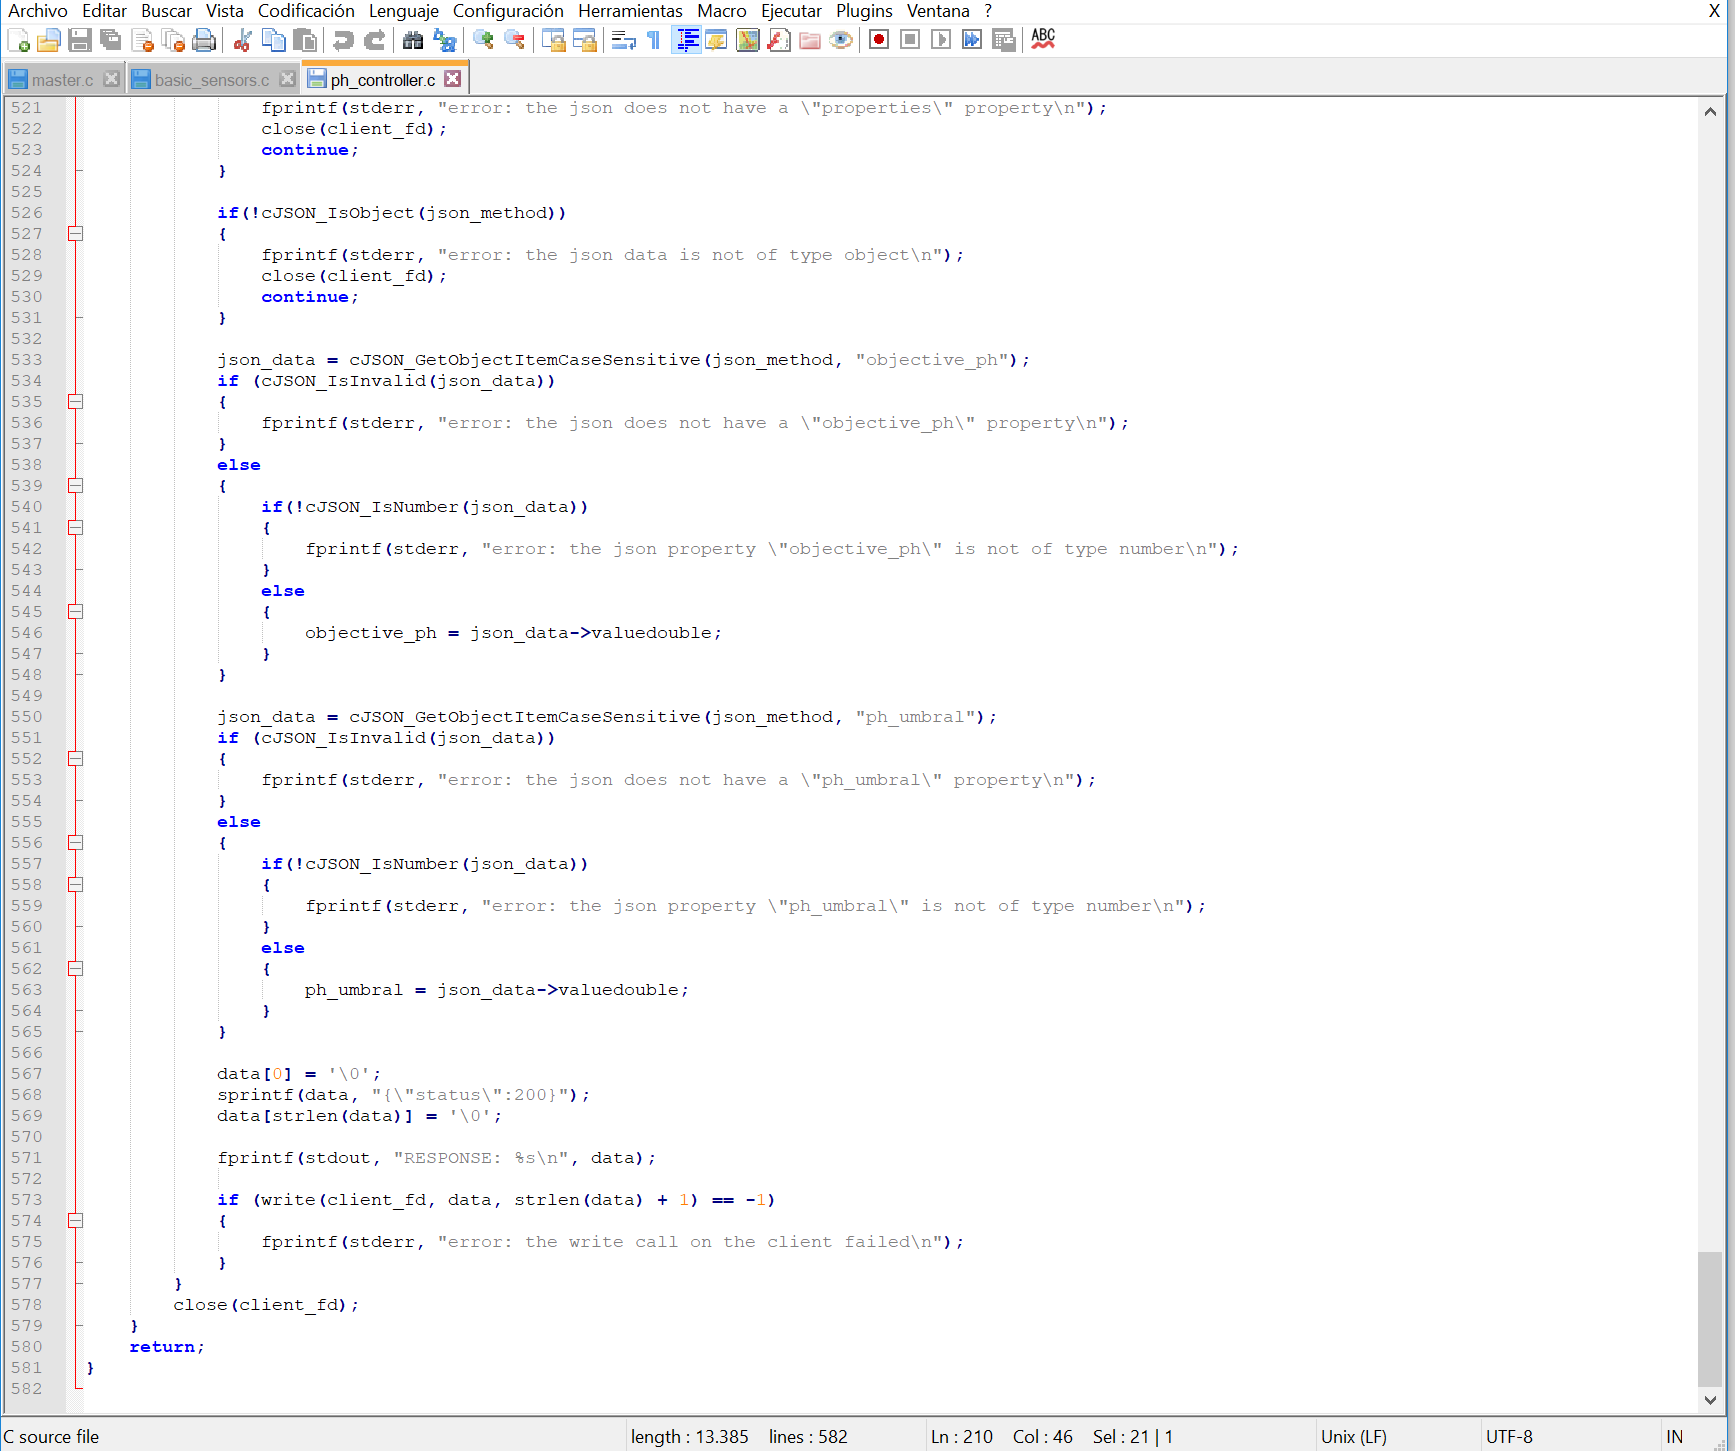 Archivo Editar Buscar Vista Codificación Lenguaje Configuración Herramientas Macro Ejecutar Plugins Ventana ? X
ABC
master.c basic_sensors.c ph_controller.c
521 fprintf(stderr, "error: the json does not have a \"properties\" property\n");
522 close(client_fd);
523 continue;
524 }
525
526 if(!cJSON_IsObject(json_method))
527 {
528 fprintf(stderr, "error: the json data is not of type object\n");
529 close(client_fd);
530 continue;
531 }
532
533 json_data = cJSON_GetObjectItemCaseSensitive(json_method, "objective_ph");
534 if (cJSON_IsInvalid(json_data))
535 {
536 fprintf(stderr, "error: the json does not have a \"objective_ph\" property\n");
537 }
538 else
539 {
540 if(!cJSON_IsNumber(json_data))
541 {
542 fprintf(stderr, "error: the json property \"objective_ph\" is not of type number\n");
543 }
544 else
545 {
546 objective_ph = json_data->valuedouble;
547 }
548 }
549
550 json_data = cJSON_GetObjectItemCaseSensitive(json_method, "ph_umbral");
551 if (cJSON_IsInvalid(json_data))
552 {
553 fprintf(stderr, "error: the json does not have a \"ph_umbral\" property\n");
554 }
555 else
556 {
557 if(!cJSON_IsNumber(json_data))
558 {
559 fprintf(stderr, "error: the json property \"ph_umbral\" is not of type number\n");
560 }
561 else
562 {
563 ph_umbral = json_data->valuedouble;
564 }
565 }
566
567 data[0] = '\0';
568 sprintf(data, "{\"status\":200}");
569 data[strlen(data)] = '\0';
570
571 fprintf(stdout, "RESPONSE: %s\n", data);
572
573 if (write(client_fd, data, strlen(data) + 1) == -1)
574 {
575 fprintf(stderr, "error: the write call on the client failed\n");
576 }
577 }
578 close(client_fd);
579 }
580 return;
581 }
582
C source file length : 13.385 lines : 582 Ln : 210 Col : 46 Sel : 21 | 1 Unix (LF) UTF-8 IN